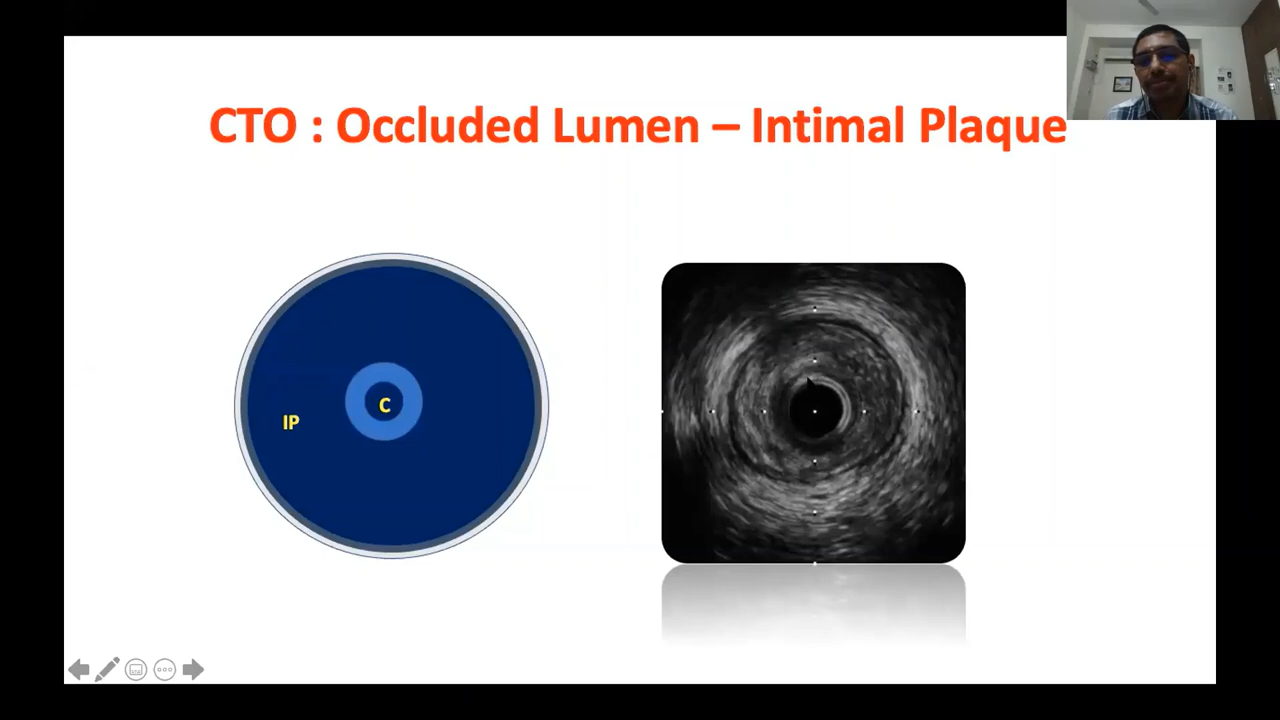 CTO : Occluded Lumen – Intimal Plaque
C
IP